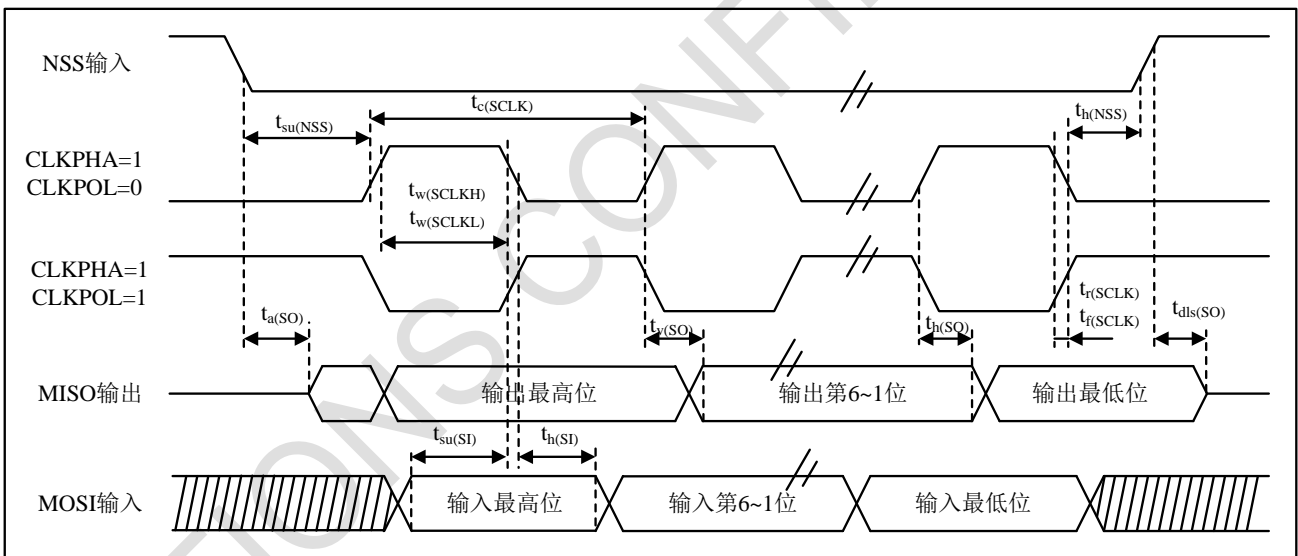 NSS输入
t_c(SCLK)
t_su(NSS)
t_h(NSS)
CLKPHA=1
CLKPOL=0
t_w(SCLKH)
t_w(SCLKL)
CLKPHA=1
CLKPOL=1
t_a(SO)
t_v(SO)
t_h(SO)
t_r(SCLK)
t_f(SCLK)
t_dls(SO)
MISO输出
输出最高位
输出第6~1位
输出最低位
t_su(SI)
t_h(SI)
MOSI输入
输入最高位
输入第6~1位
输入最低位
TIONS CONFI